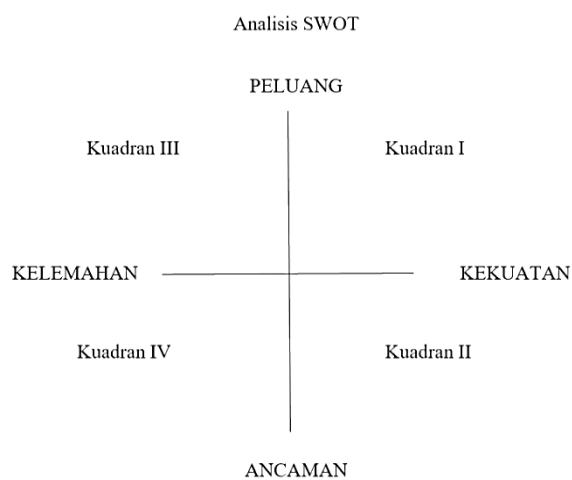 Analisis SWOT
PELUANG
Kuadran III
Kuadran I
KELEMAHAN
KEKUATAN
Kuadran IV
Kuadran II
ANCAMAN